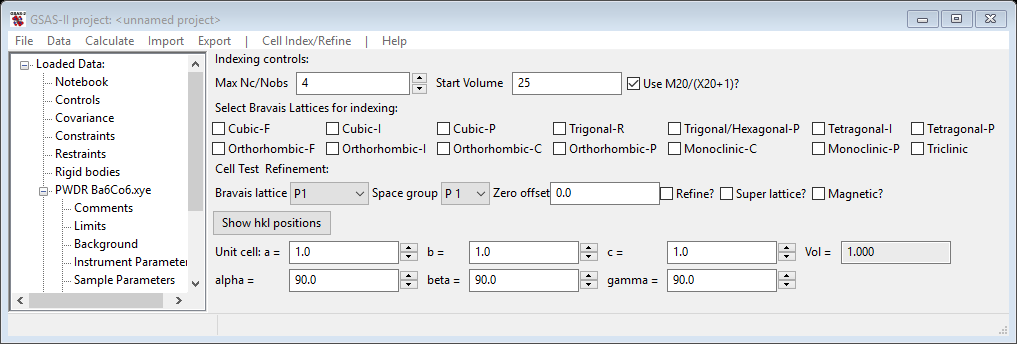 GSAS-II project: <unnamed project>
File Data Calculate Import Export | Cell Index/Refine | Help
Loaded Data:
Notebook
Controls
Covariance
Constraints
Restraints
Rigid bodies
PWDR Ba6Co6.xye
Comments
Limits
Background
Instrument Parameter
Sample Parameters
Indexing controls:
Max Nc/Nobs 4 Start Volume 25 Use M20/(X20+1)?
Select Bravais Lattices for indexing:
Cubic-F Cubic-I Cubic-P Trigonal-R Trigonal/Hexagonal-P Tetragonal-I Tetragonal-P
Orthorhombic-F Orthorhombic-I Orthorhombic-C Orthorhombic-P Monoclinic-C Monoclinic-P Triclinic
Cell Test Refinement:
Bravais lattice P1 Space group P 1 Zero offset 0.0 Refine? Super lattice? Magnetic?
Show hkl positions
Unit cell: a = 1.0 b = 1.0 c = 1.0 Vol = 1.000
alpha = 90.0 beta = 90.0 gamma = 90.0